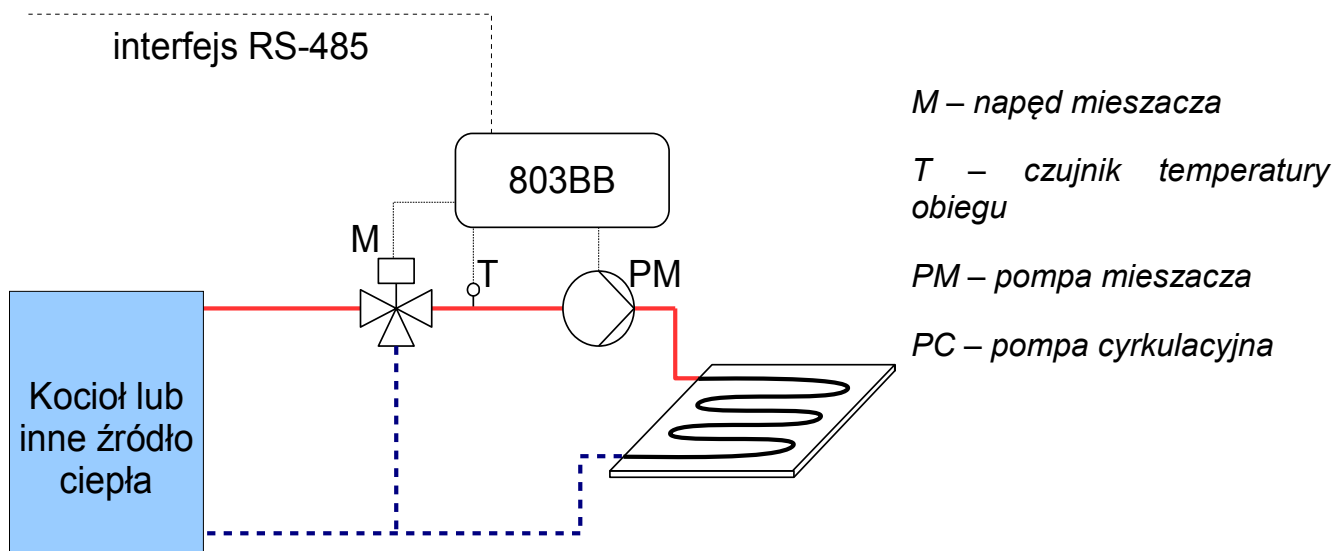 interfejs RS-485
803BB
M
T
PM
Kocioł lub
inne źródło
ciepła
M – napęd mieszacza
T – czujnik temperatury
obiegu
PM – pompa mieszacza
PC – pompa cyrkulacyjna